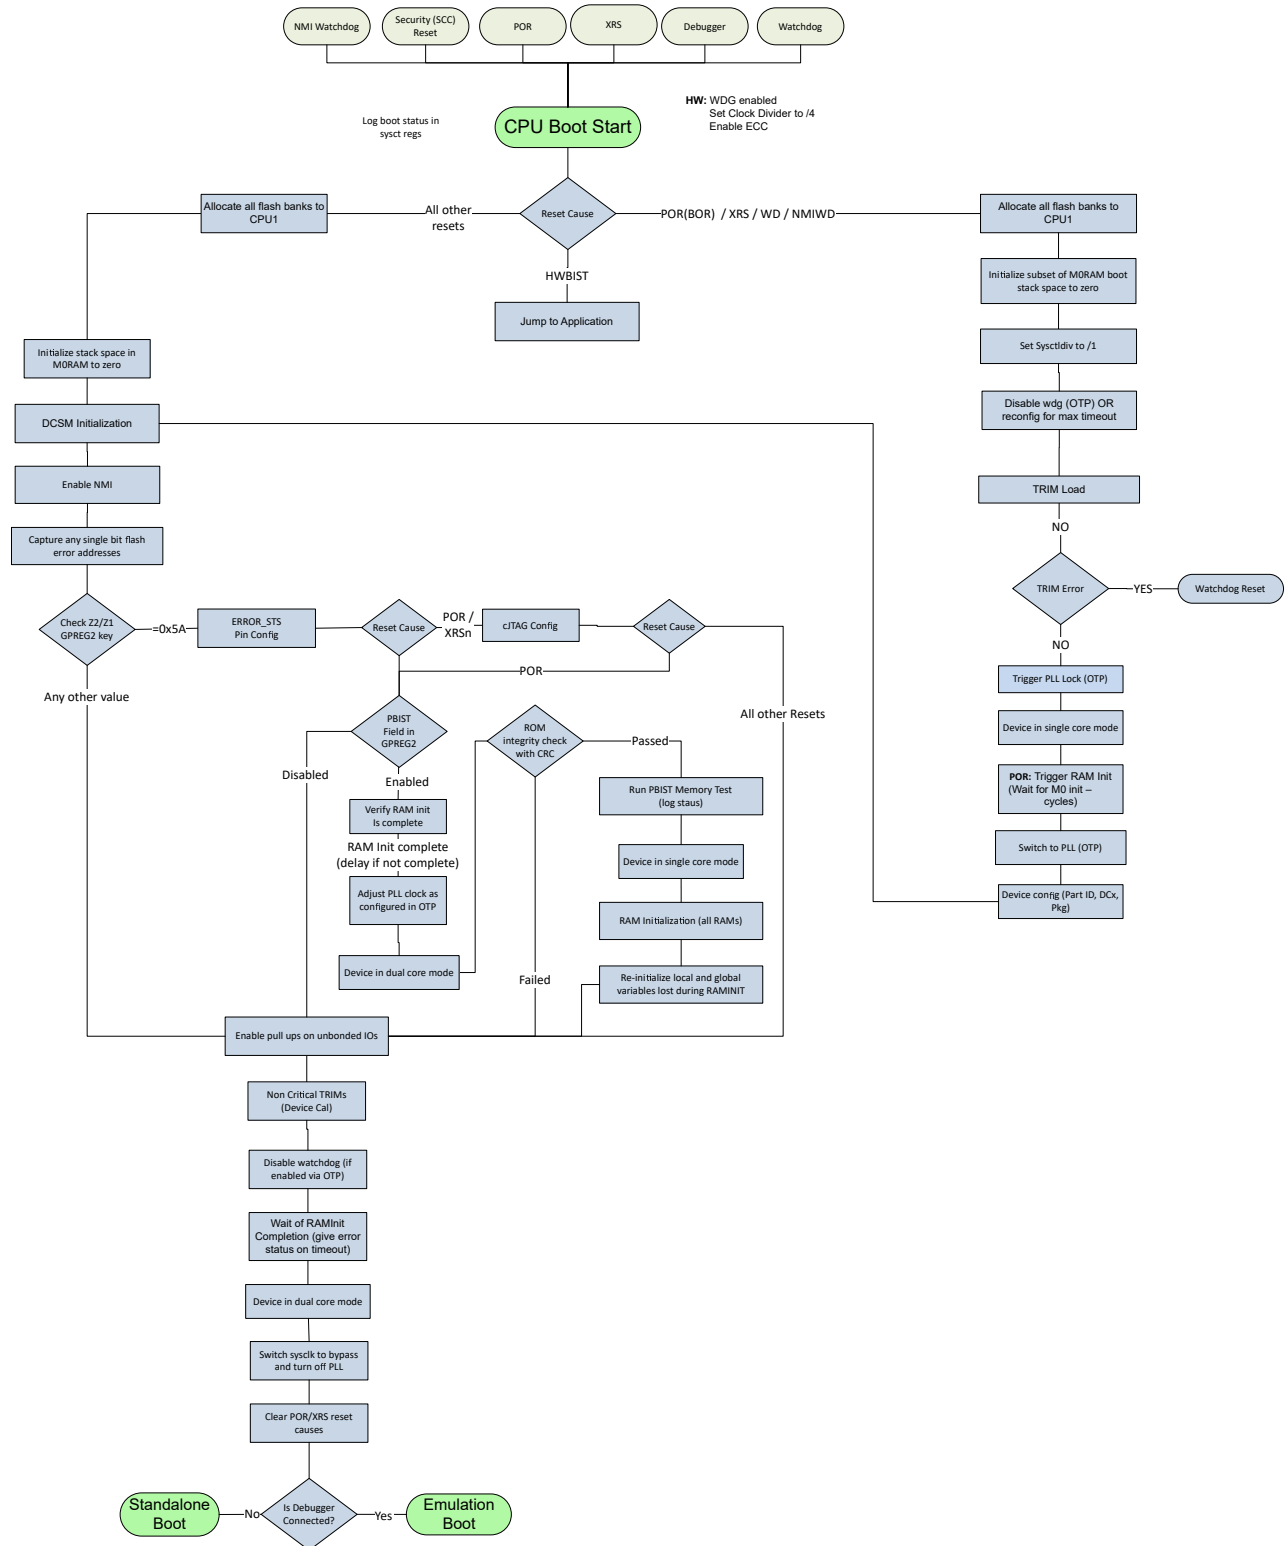 NMI Watchdog
Security (SCC)
Reset
POR
XRS
Debugger
Watchdog
Log boot status in
sysct regs
CPU Boot Start
HW: WDG enabled
Set Clock Divider to /4
Enable ECC
Allocate all flash banks to
CPU1
All other
resets
Reset Cause
POR(BOR) / XRS / WD / NMIWD
Allocate all flash banks to
CPU1
HWBIST
Jump to Application
Initialize subset of M0RAM boot
stack space to zero
Set Sysctldiv to /1
Disable wdg (OTP) OR
reconfig for max timeout
TRIM Load
NO
TRIM Error
YES
Watchdog Reset
NO
Trigger PLL Lock (OTP)
Device in single core mode
POR: Trigger RAM Init
(Wait for M0 init –
cycles)
Switch to PLL (OTP)
Device config (Part ID, DCx,
Pkg)
Initialize stack space in
M0RAM to zero
DCSM Initialization
Enable NMI
Capture any single bit flash
error addresses
Check Z2/Z1
GPREG2 key
=0x5A
ERROR_STS
Pin Config
Reset Cause
POR /
XRSn
cJTAG Config
Reset Cause
POR
Any other value
All other Resets
PBIST
Field in
GPREG2
Disabled
Enabled
Verify RAM init
Is complete
RAM Init complete
(delay if not complete)
Adjust PLL clock as
configured in OTP
Device in dual core mode
ROM
integrity check
with CRC
Passed
Failed
Run PBIST Memory Test
(log staus)
Device in single core mode
RAM Initialization (all RAMs)
Re-initialize local and global
variables lost during RAMINIT
Enable pull ups on unbonded IOs
Non Critical TRIMs
(Device Cal)
Disable watchdog (if
enabled via OTP)
Wait of RAMInit
Completion (give error
status on timeout)
Device in dual core mode
Switch sysclk to bypass
and turn off PLL
Clear POR/XRS reset
causes
Standalone
Boot
No
Is Debugger
Connected?
Yes
Emulation
Boot